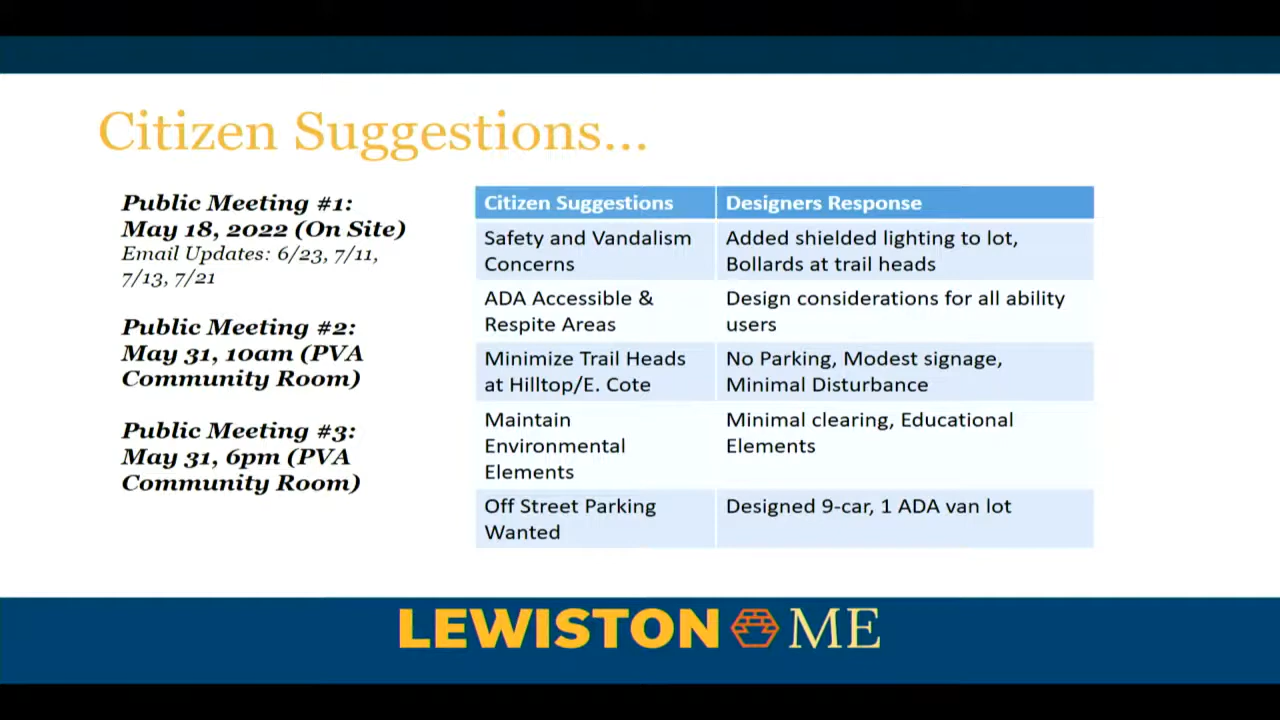 Citizen Suggestions...
Public Meeting #1:
May 18, 2022 (On Site)
Email Updates: 6/23, 7/11,
7/13, 7/21
Public Meeting #2:
May 31, 10am (PVA
Community Room)
Public Meeting #3:
May 31, 6pm (PVA
Community Room)
Citizen Suggestions
Designers Response
Safety and Vandalism
Concerns
Added shielded lighting to lot,
Bollards at trail heads
ADA Accessible &
Respite Areas
Design considerations for all ability
users
Minimize Trail Heads
at Hilltop/E. Cote
No Parking, Modest signage,
Minimal Disturbance
Maintain
Environmental
Elements
Minimal clearing, Educational
Elements
Off Street Parking
Wanted
Designed 9-car, 1 ADA van lot
LEWISTON ME